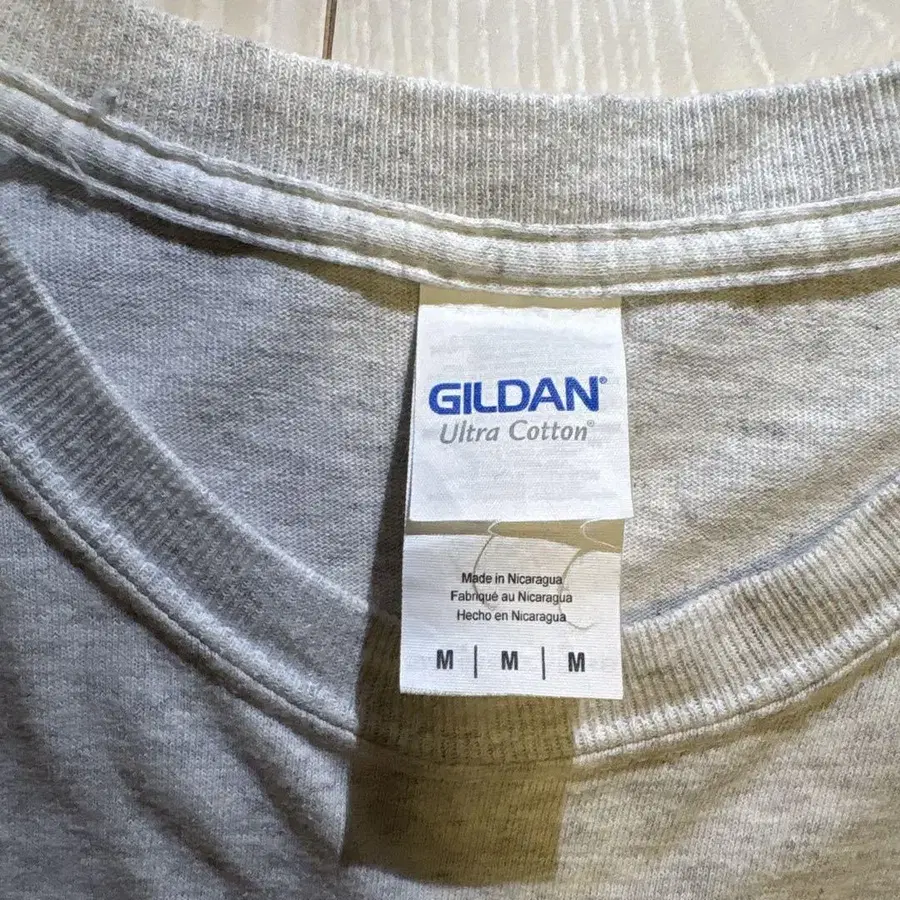 GILDAN®
Ultra Cotton®
Made in Nicaragua
Fabriqué au Nicaragua
Hecho en Nicaragua
M | M | M